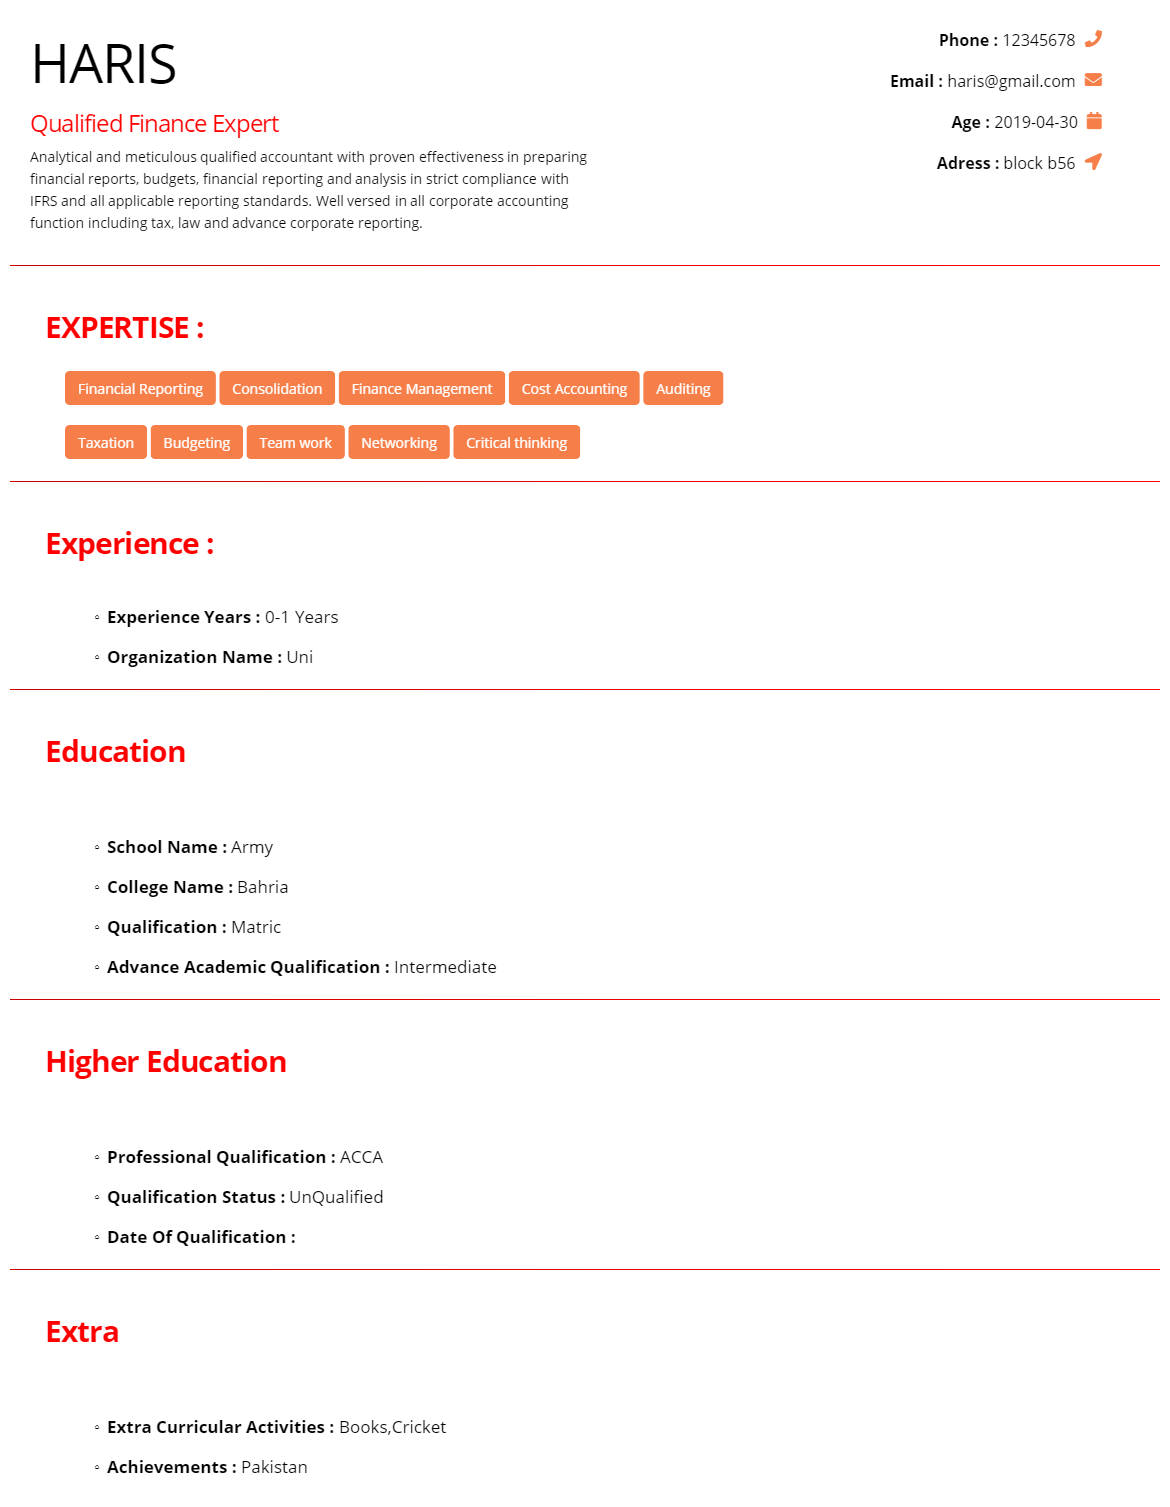 HARIS
Qualified Finance Expert
Analytical and meticulous qualified accountant with proven effectiveness in preparing
financial reports, budgets, financial reporting and analysis in strict compliance with
IFRS and all applicable reporting standards. Well versed in all corporate accounting
function including tax, law and advance corporate reporting.
Phone : 12345678
Email : haris@gmail.com
Age : 2019-04-30
Adress : block b56
EXPERTISE :
Financial Reporting Consolidation Finance Management Cost Accounting Auditing
Taxation Budgeting Team work Networking Critical thinking
Experience :
Experience Years : 0-1 Years
Organization Name : Uni
Education
School Name : Army
College Name : Bahria
Qualification : Matric
Advance Academic Qualification : Intermediate
Higher Education
Professional Qualification : ACCA
Qualification Status : UnQualified
Date Of Qualification :
Extra
Extra Curricular Activities : Books,Cricket
Achievements : Pakistan